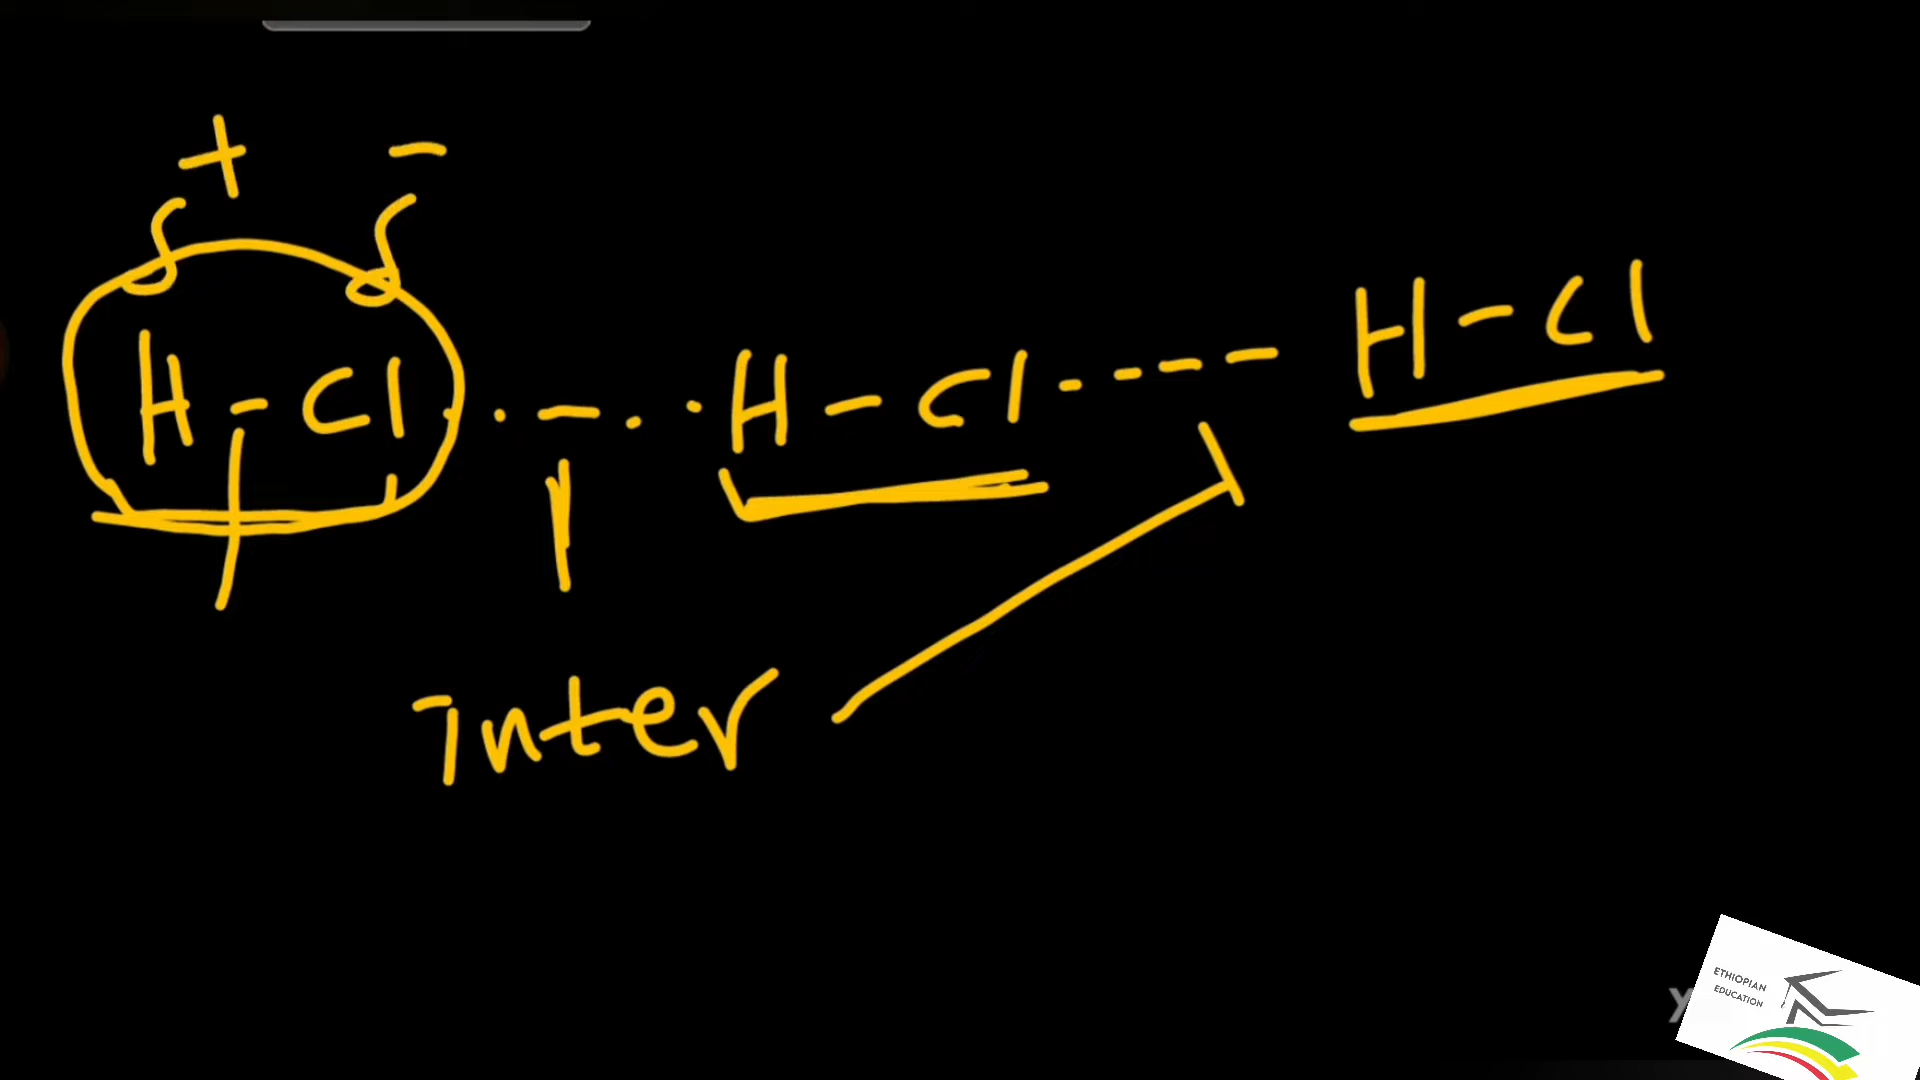 δ+ δ-
H-Cl ..-.. H-Cl ---- H-Cl
inter
ETHIOPIAN
EDUCATION